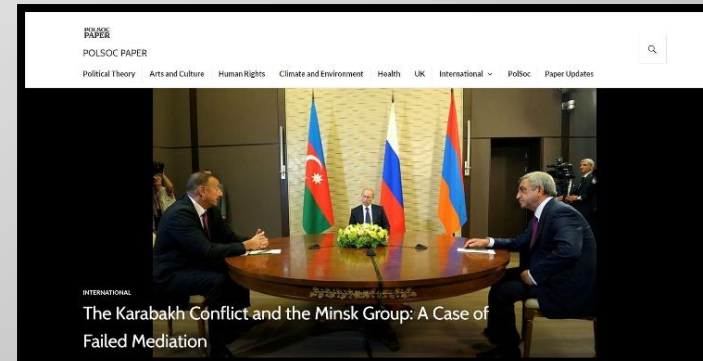 POLSOC
PAPER
POLSOC PAPER
Political Theory Arts and Culture Human Rights Climate and Environment Health UK International PolSoc Paper Updates
INTERNATIONAL
The Karabakh Conflict and the Minsk Group: A Case of
Failed Mediation